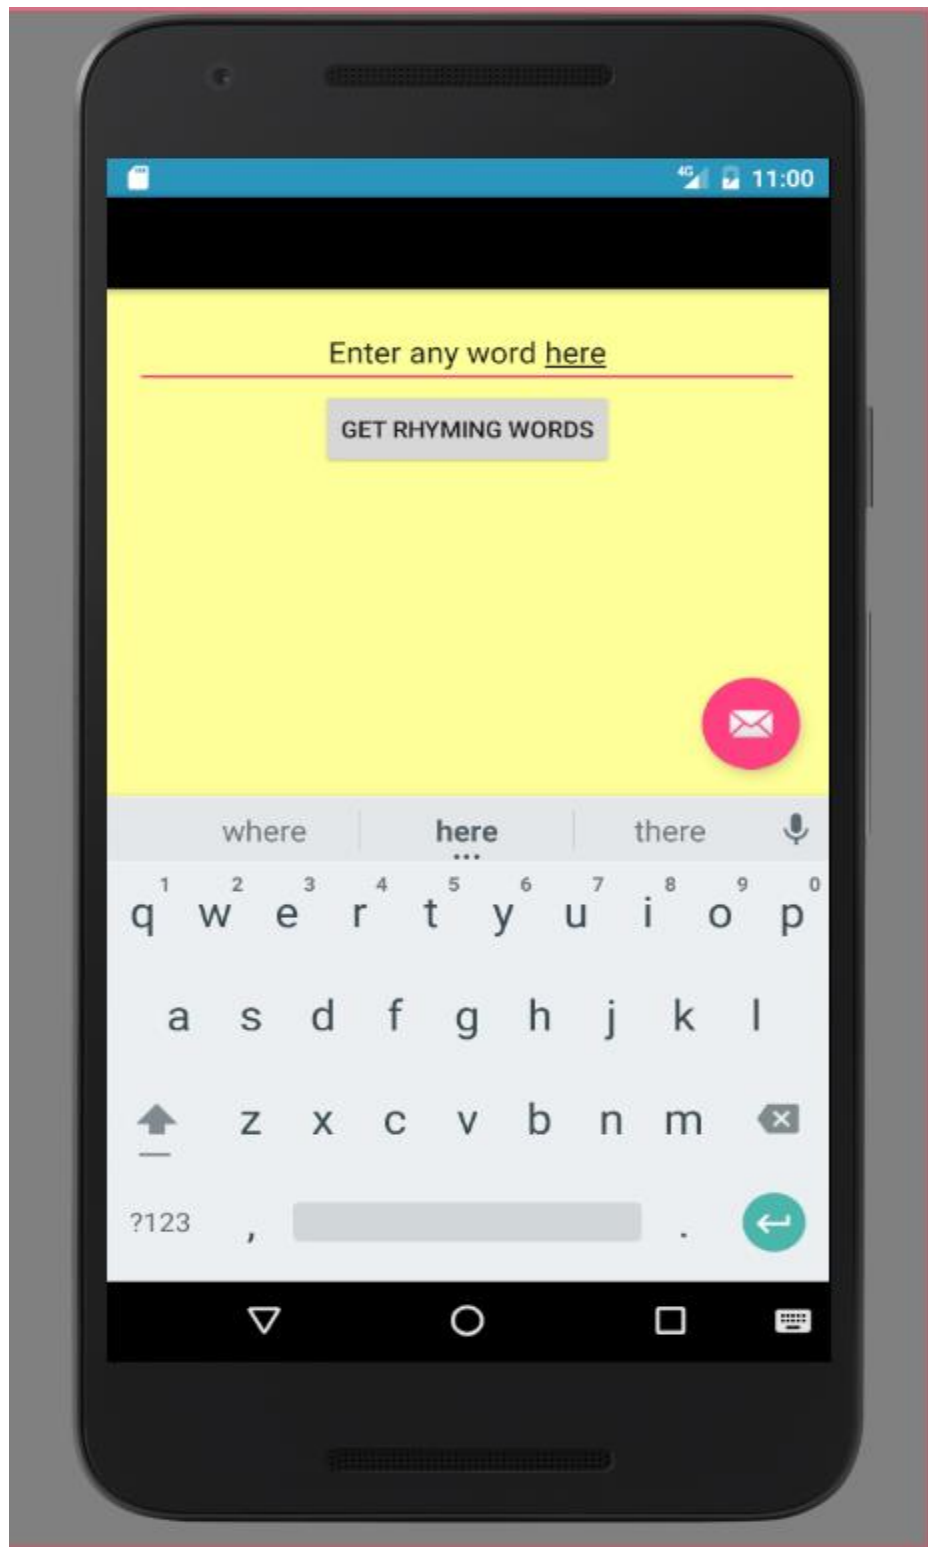 4G 11:00
Enter any word here
GET RHYMING WORDS
where here there
1 2 3 4 5 6 7 8 9 0
q w e r t y u i o p
a s d f g h j k l
z x c v b n m
?123 , .